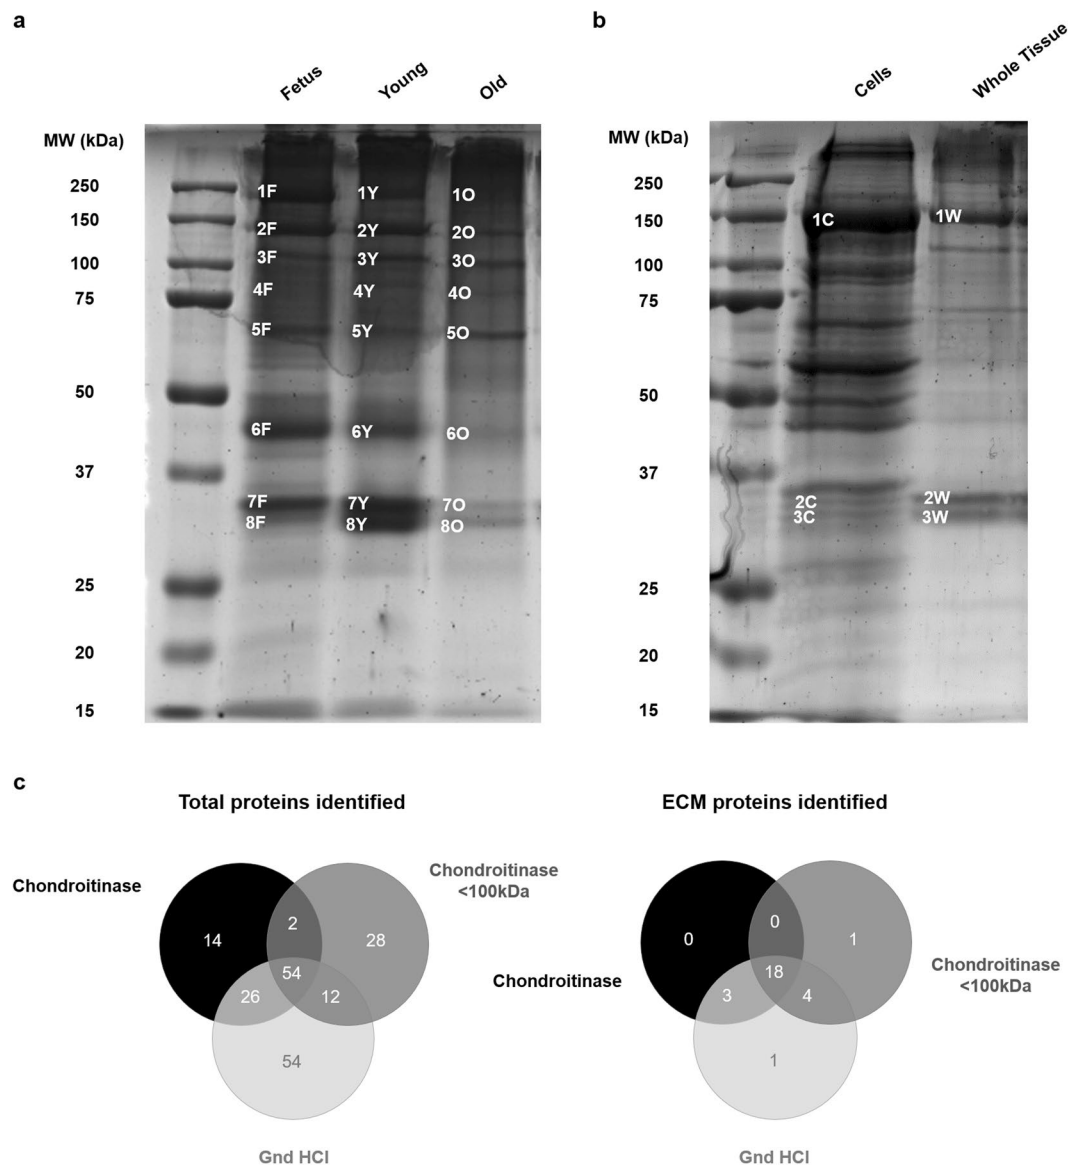 a
Fetus
Young
Old
MW (kDa)
250
150
100
75
50
37
25
20
15
1F 1Y 1O
2F 2Y 2O
3F 3Y 3O
4F 4Y 4O
5F 5Y 5O
6F 6Y 6O
7F 7Y 7O
8F 8Y 8O
b
Cells
Whole Tissue
MW (kDa)
250
150
100
75
50
37
25
20
15
1C 1W
2C 2W
3C 3W
c
Total proteins identified
Chondroitinase
Chondroitinase
<100kDa
14 2 28
54
26 12
54
Gnd HCl
ECM proteins identified
Chondroitinase
Chondroitinase
<100kDa
0 0 1
18
3 4
1
Gnd HCl